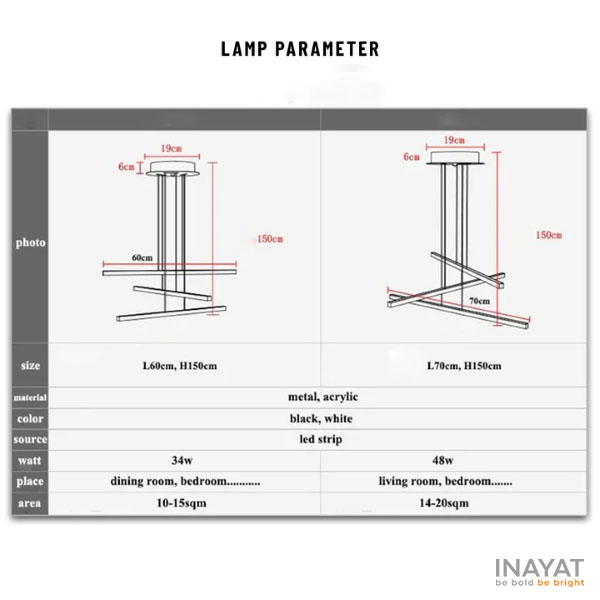 LAMP PARAMETER
19cm
6cm
150cm
60cm
19cm
6cm
150cm
70cm
photo
size L60cm, H150cm L70cm, H150cm
material metal, acrylic
color black, white
source led strip
watt 34w 48w
place dining room, bedroom........... living room, bedroom.......
area 10-15sqm 14-20sqm
INAYAT
be bold be bright